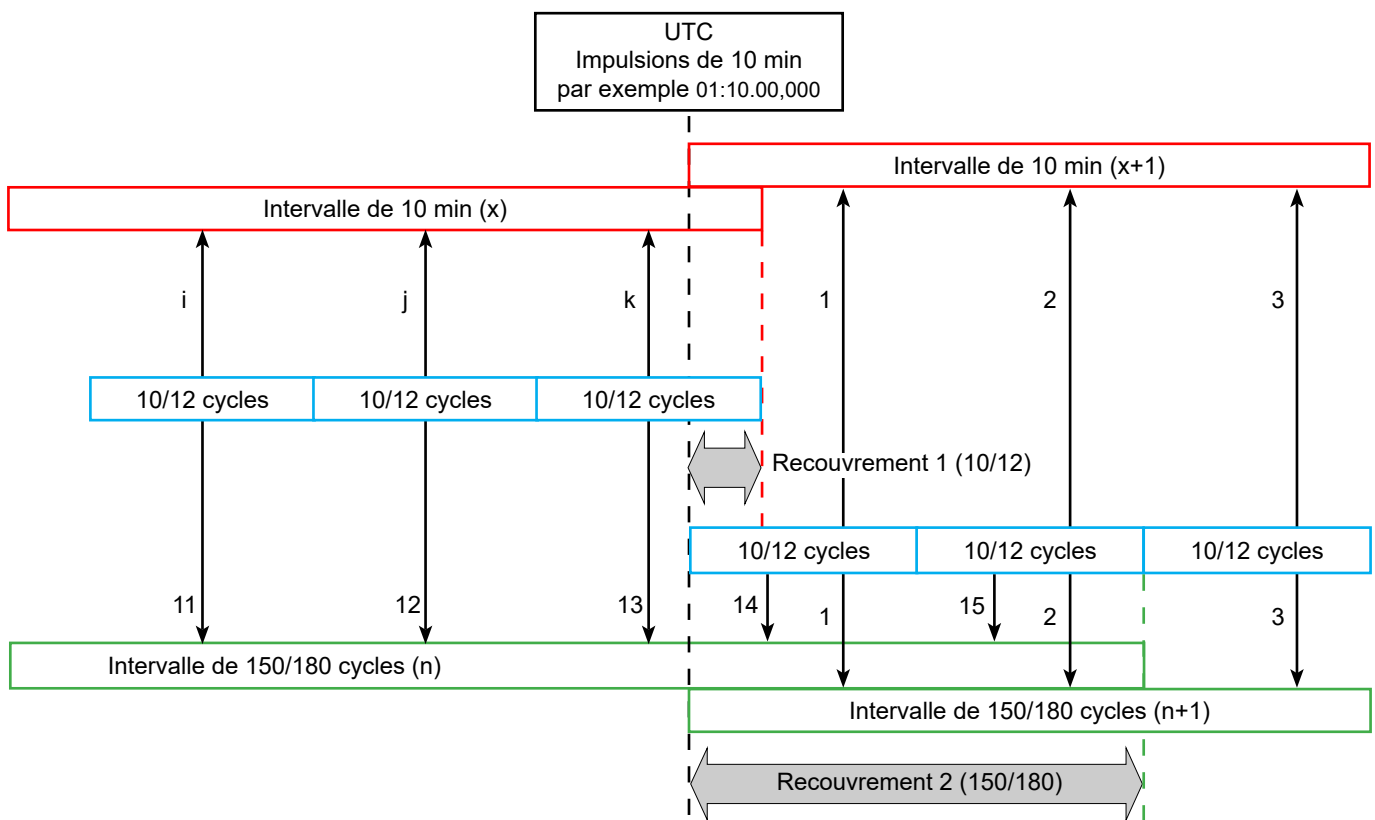 UTC
Impulsions de 10 min
par exemple 01:10.00,000
Intervalle de 10 min (x+1)
Intervalle de 10 min (x)
i
j
k
1
2
3
10/12 cycles
10/12 cycles
10/12 cycles
Recouvrement 1 (10/12)
10/12 cycles
10/12 cycles
10/12 cycles
11
12
13
14
1
15
2
3
Intervalle de 150/180 cycles (n)
Intervalle de 150/180 cycles (n+1)
Recouvrement 2 (150/180)